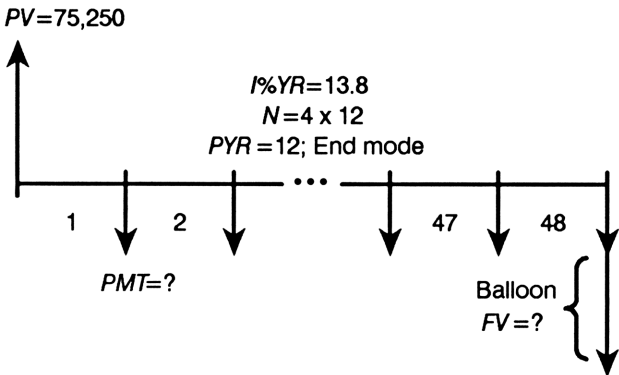 PV=75,250
I%YR=13.8
N=4 x 12
PYR=12; End mode
1 2 ••• 47 48
PMT=?
Balloon
FV=?